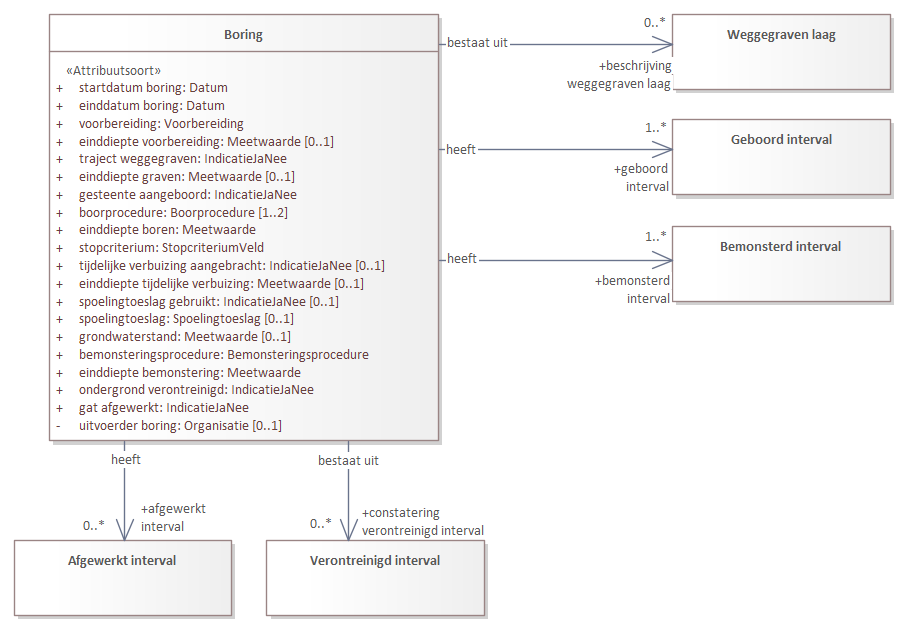 Boring
«Attribuutsoort»
+ startdatum boring: Datum
+ einddatum boring: Datum
+ voorbereiding: Voorbereiding
+ einddiepte voorbereiding: Meetwaarde [0..1]
+ traject weggegraven: IndicatieJaNee
+ einddiepte graven: Meetwaarde [0..1]
+ gesteente aangeboord: IndicatieJaNee
+ boorprocedure: Boorprocedure [1..2]
+ einddiepte boren: Meetwaarde
+ stopcriterium: StopcriteriumVeld
+ tijdelijke verbuizing aangebracht: IndicatieJaNee [0..1]
+ einddiepte tijdelijke verbuizing: Meetwaarde [0..1]
+ spoelingtoeslag gebruikt: IndicatieJaNee [0..1]
+ spoelingtoeslag: Spoelingtoeslag [0..1]
+ grondwaterstand: Meetwaarde [0..1]
+ bemonsteringsprocedure: Bemonsteringsprocedure
+ einddiepte bemonstering: Meetwaarde
+ ondergrond verontreinigd: IndicatieJaNee
+ gat afgewerkt: IndicatieJaNee
- uitvoerder boring: Organisatie [0..1]
bestaat uit
0..*
+beschrijving
weggegraven laag
Weggegraven laag
heeft
1..*
+geboord
interval
Geboord interval
heeft
1..*
+bemonsterd
interval
Bemonsterd interval
heeft
0..*
+afgewerkt
interval
Afgewerkt interval
bestaat uit
0..*
+constatering
verontreinigd interval
Verontreinigd interval